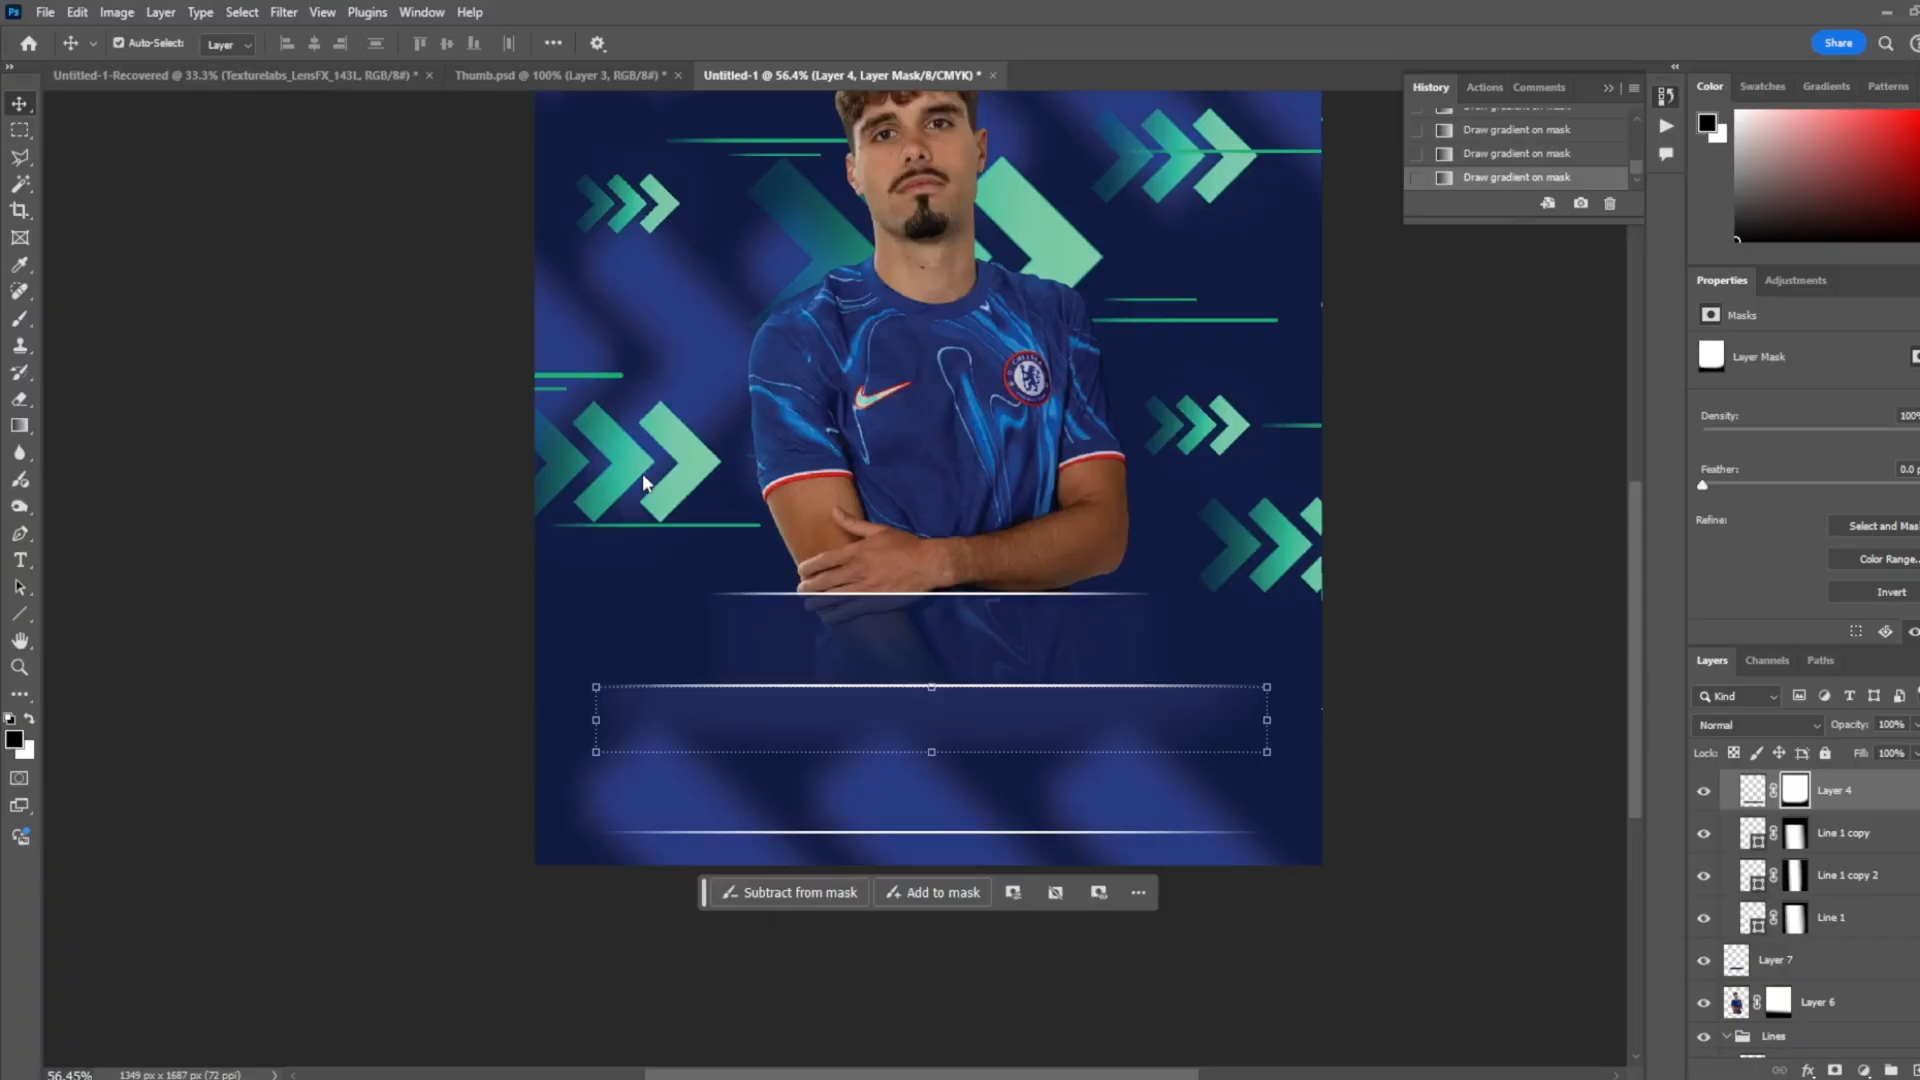 Ps File Edit Image Layer Type Select Filter View Plugins Window Help
Auto-Select: Layer
Share
Untitled-1-Recovered @ 33.3% (Texturelabs_LensFX_143L, RGB/8#) * ×
Thumb.psd @ 100% (Layer 3, RGB/8#) * ×
Untitled-1 @ 56.4% (Layer 4, Layer Mask/8/CMYK) * ×
History Actions Comments
Draw gradient on mask
Draw gradient on mask
Draw gradient on mask
Color Swatches Gradients Patterns
Properties Adjustments
Masks
Layer Mask
Density: 100%
Feather: 0.0 p
Refine: Select and Mas
Color Range..
Invert
CHELSEA
Layers Channels Paths
Kind
Normal Opacity: 100%
Lock: Fill: 100%
Layer 4
Line 1 copy
Line 1 copy 2
Line 1
Layer 7
Layer 6
Lines
Subtract from mask Add to mask
56.45% 1349 px x 1687 px (72 ppi)